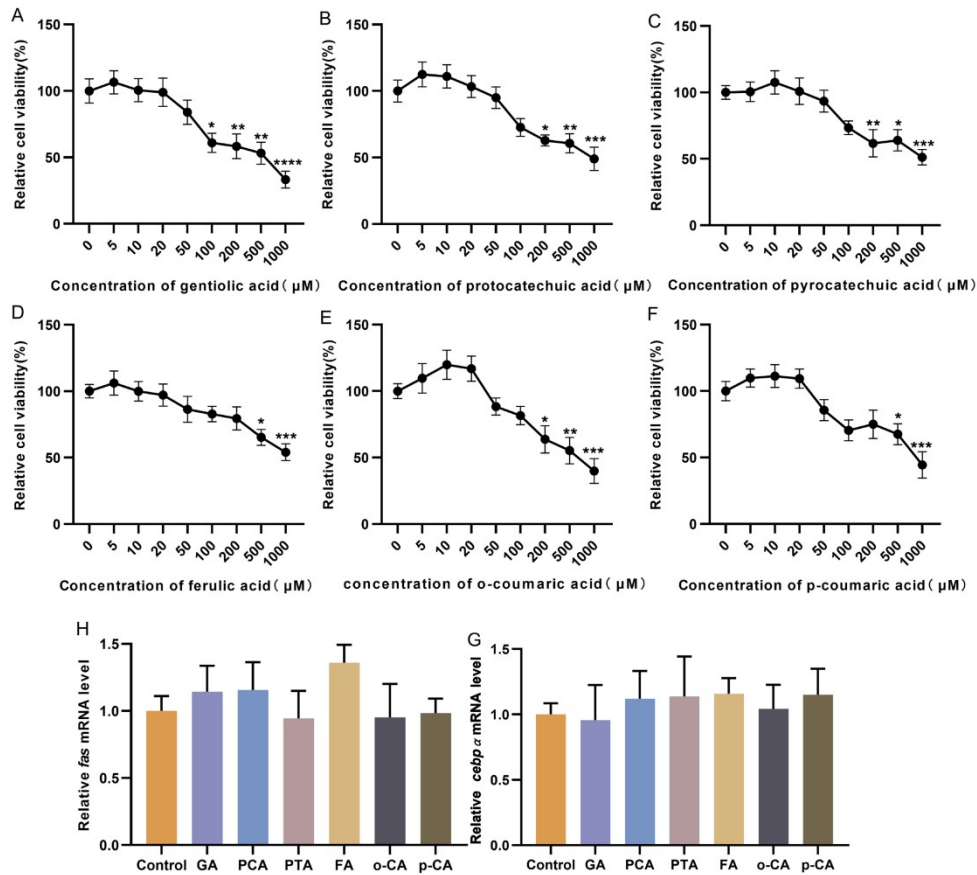 A
Relative cell viability(%)
150
100
50
0
* ** ** ****
0 5 10 20 50 100 200 500 1000
Concentration of gentiolic acid( μM)
B
Relative cell viability(%)
150
100
50
0
* ** ***
0 5 10 20 50 100 200 500 1000
Concentration of protocatechuic acid( μM)
C
Relative cell viability(%)
150
100
50
0
** * ***
0 5 10 20 50 100 200 500 1000
Concentration of pyrocatechuic acid( μM)
D
Relative cell viability(%)
150
100
50
0
* ***
0 5 10 20 50 100 200 500 1000
Concentration of ferulic acid( μM)
E
Relative cell viability(%)
150
100
50
0
* ** ***
0 5 10 20 50 100 200 500 1000
concentration of o-coumaric acid( μM)
F
Relative cell viability(%)
150
100
50
0
* ***
0 5 10 20 50 100 200 500 1000
Concentration of p-coumaric acid( μM)
H
Relative fas mRNA level
1.5
1.0
0.5
0.0
Control GA PCA PTA FA o-CA p-CA
G
Relative cebp α mRNA level
1.5
1.0
1.5
0.0
Control GA PCA PTA FA o-CA p-CA